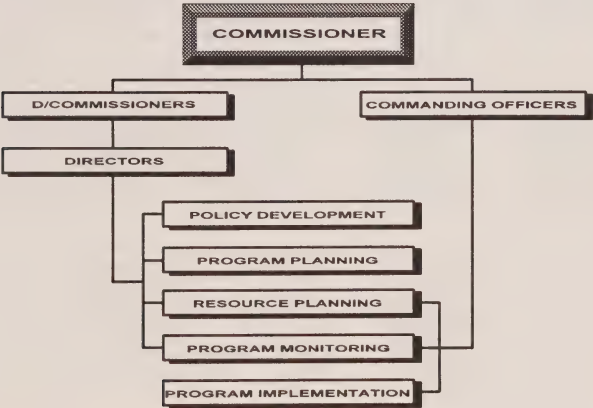 COMMISSIONER
D/COMMISSIONERS
COMMANDING OFFICERS
DIRECTORS
POLICY DEVELOPMENT
PROGRAM PLANNING
RESOURCE PLANNING
PROGRAM MONITORING
PROGRAM IMPLEMENTATION